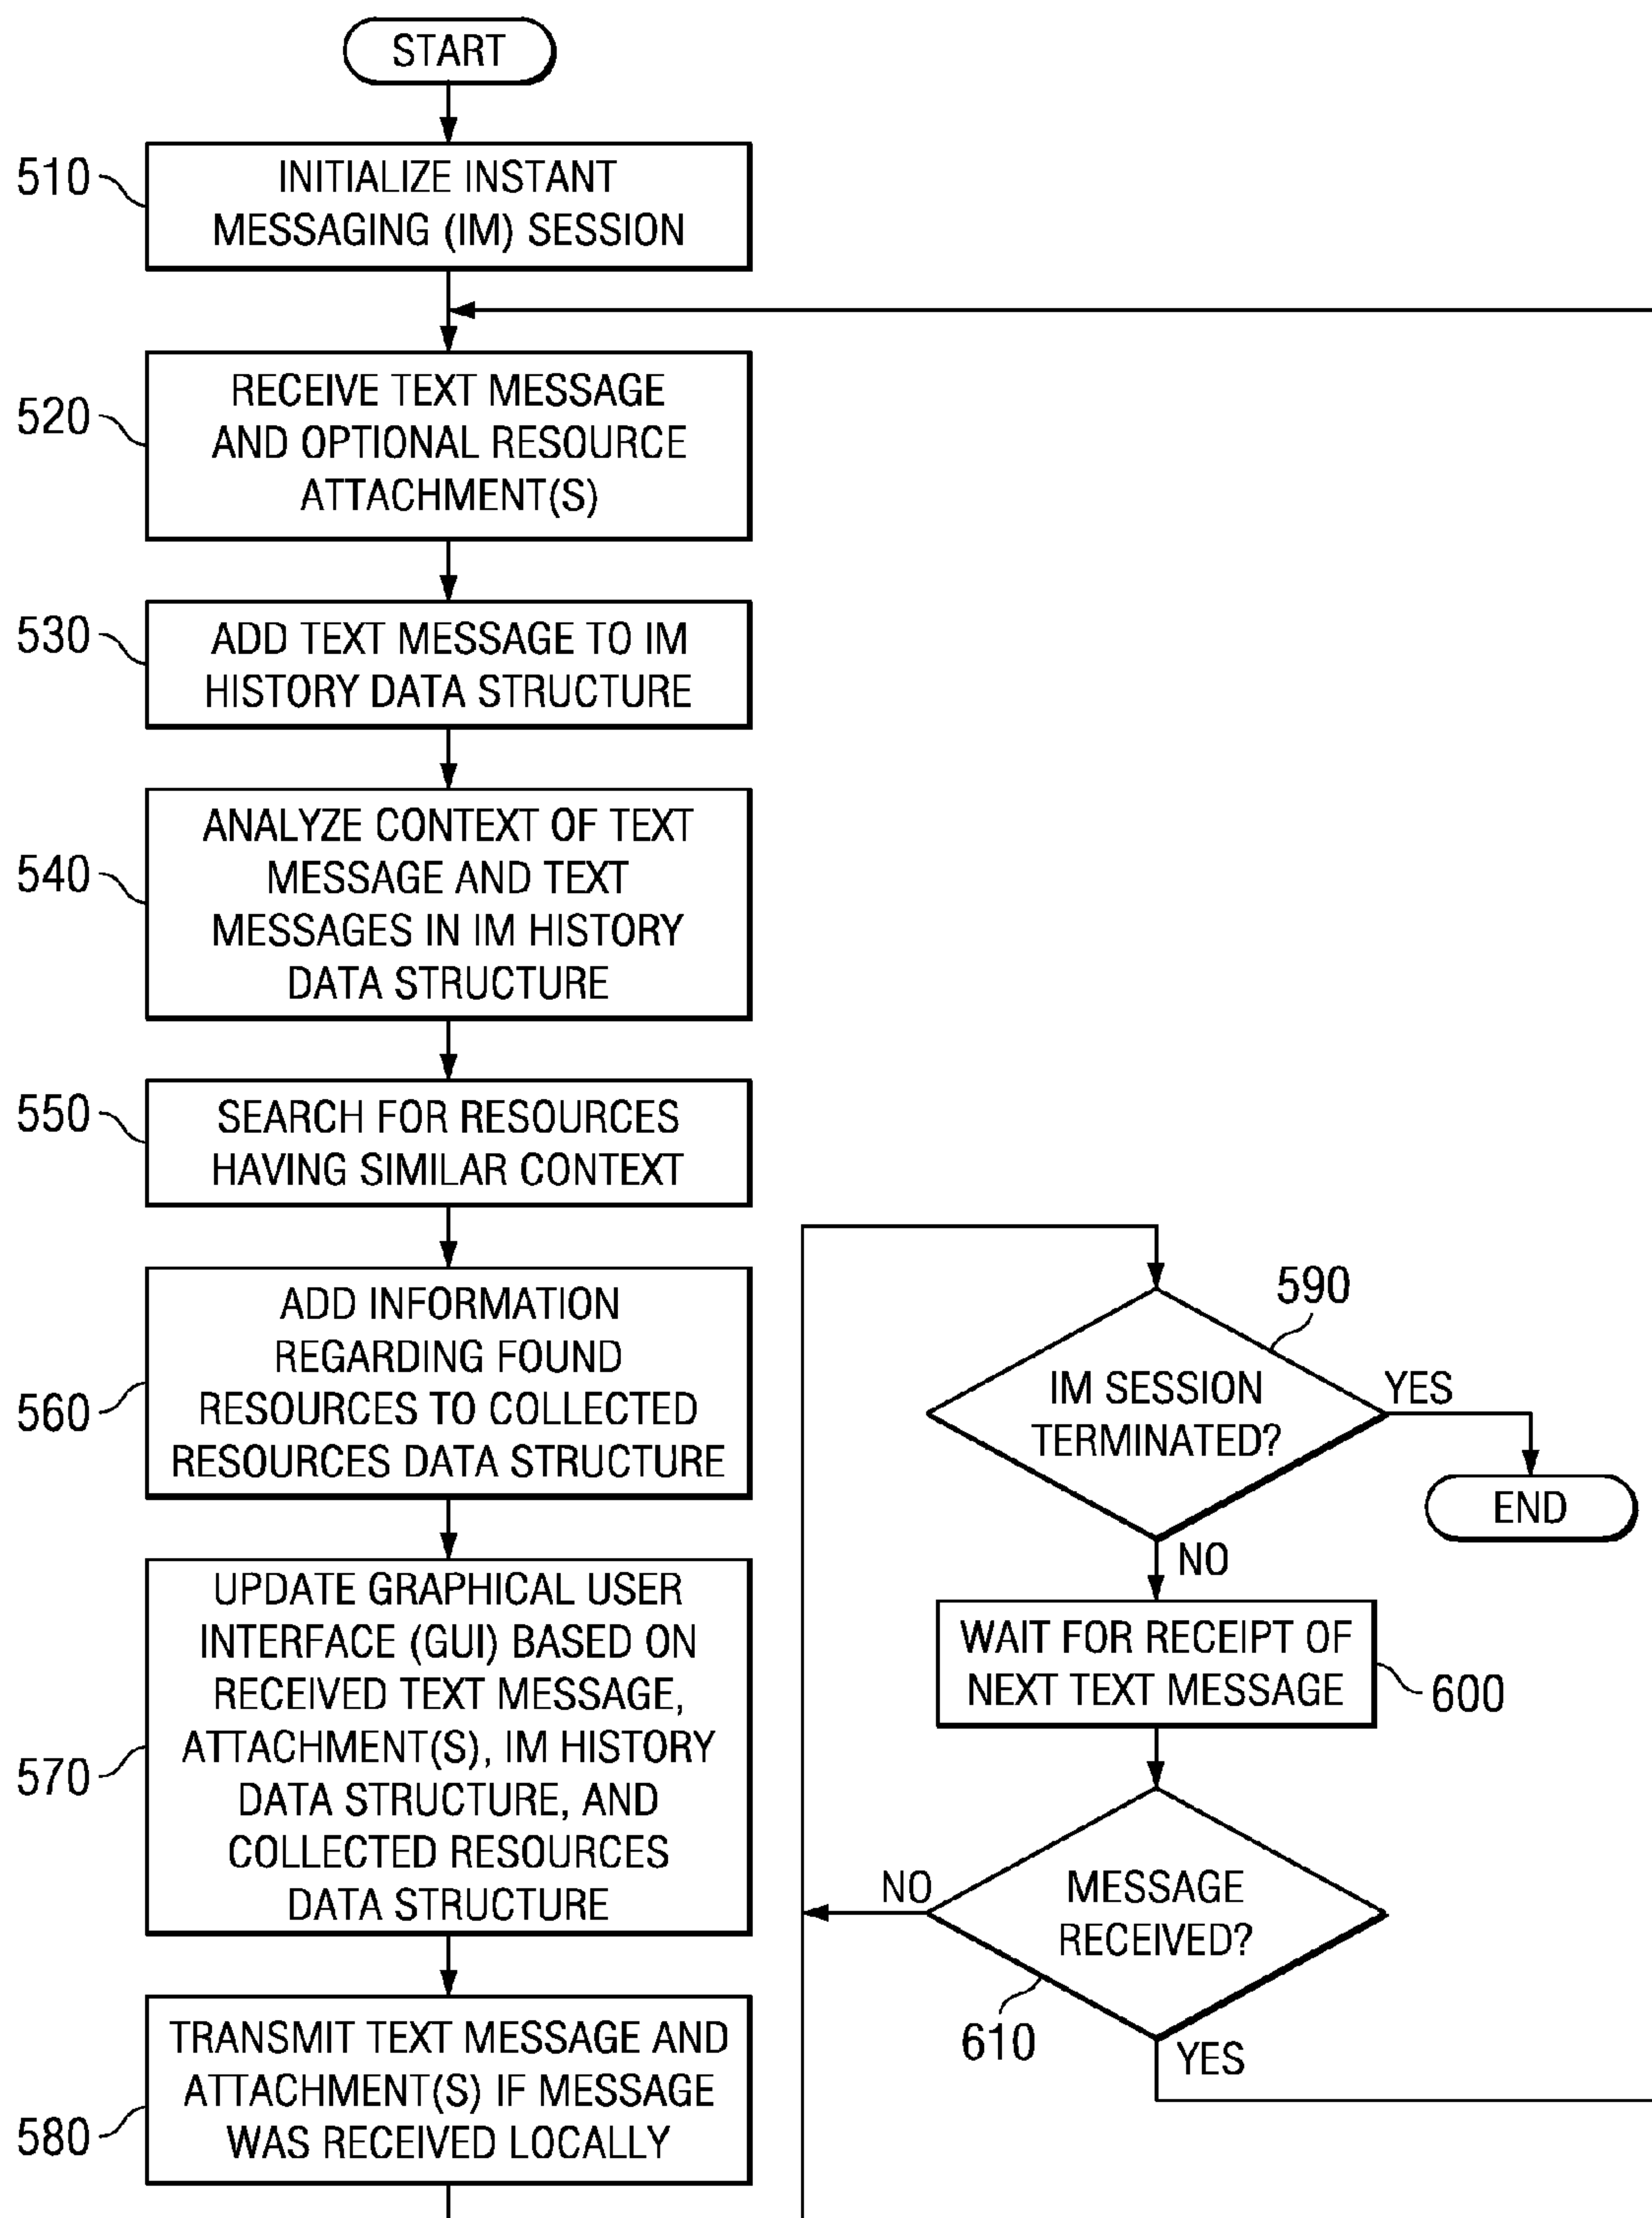 START
510
INITIALIZE INSTANT
MESSAGING (IM) SESSION
520
RECEIVE TEXT MESSAGE
AND OPTIONAL RESOURCE
ATTACHMENT(S)
530
ADD TEXT MESSAGE TO IM
HISTORY DATA STRUCTURE
540
ANALYZE CONTEXT OF TEXT
MESSAGE AND TEXT
MESSAGES IN IM HISTORY
DATA STRUCTURE
550
SEARCH FOR RESOURCES
HAVING SIMILAR CONTEXT
560
ADD INFORMATION
REGARDING FOUND
RESOURCES TO COLLECTED
RESOURCES DATA STRUCTURE
570
UPDATE GRAPHICAL USER
INTERFACE (GUI) BASED ON
RECEIVED TEXT MESSAGE,
ATTACHMENT(S), IM HISTORY
DATA STRUCTURE, AND
COLLECTED RESOURCES
DATA STRUCTURE
580
TRANSMIT TEXT MESSAGE AND
ATTACHMENT(S) IF MESSAGE
WAS RECEIVED LOCALLY
590
IM SESSION
TERMINATED?
YES
END
NO
WAIT FOR RECEIPT OF
NEXT TEXT MESSAGE
600
MESSAGE
RECEIVED?
NO
610
YES